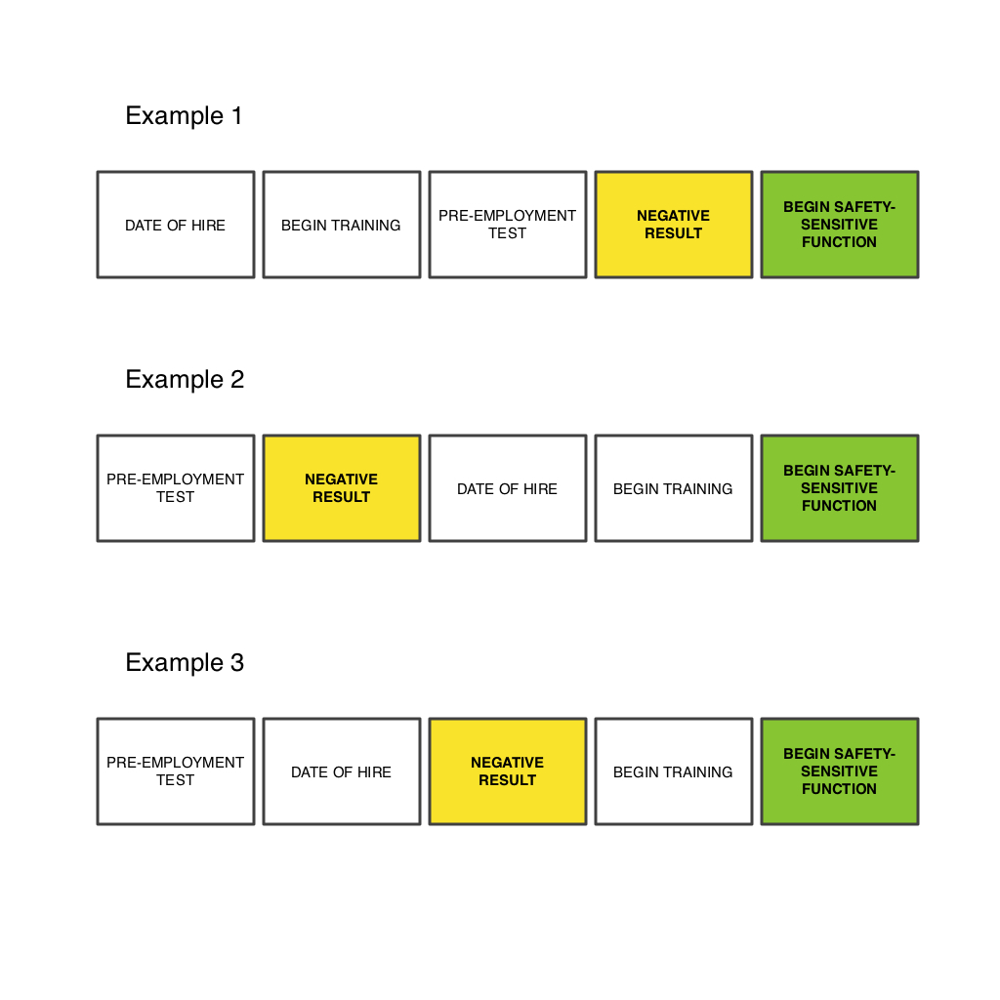 Example 1
DATE OF HIRE
BEGIN TRAINING
PRE-EMPLOYMENT
TEST
NEGATIVE
RESULT
BEGIN SAFETY-
SENSITIVE
FUNCTION
Example 2
PRE-EMPLOYMENT
TEST
NEGATIVE
RESULT
DATE OF HIRE
BEGIN TRAINING
BEGIN SAFETY-
SENSITIVE
FUNCTION
Example 3
PRE-EMPLOYMENT
TEST
DATE OF HIRE
NEGATIVE
RESULT
BEGIN TRAINING
BEGIN SAFETY-
SENSITIVE
FUNCTION